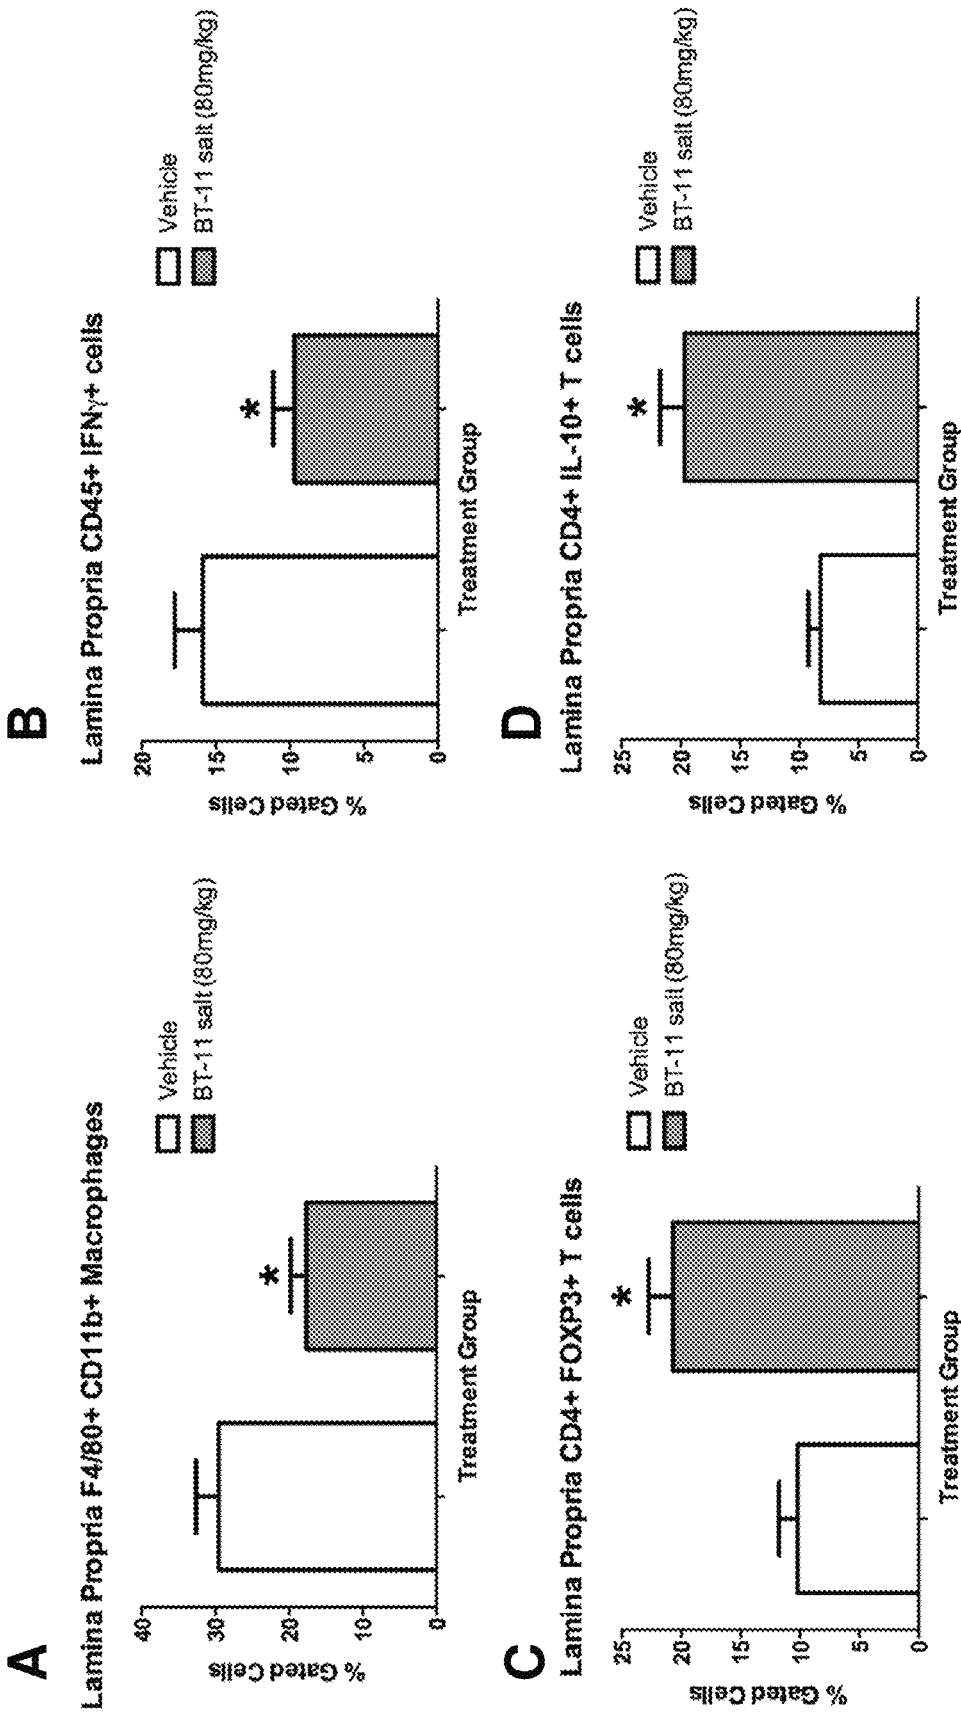 A
Lamina Propria F4/80+ CD11b+ Macrophages
% Gated Cells
40
30
20
10
0
*
Treatment Group
Vehicle
BT-11 salt (80mg/kg)
B
Lamina Propria CD45+ IFNγ+ cells
% Gated Cells
20
15
10
5
0
*
Treatment Group
Vehicle
BT-11 salt (80mg/kg)
C
Lamina Propria CD4+ FOXP3+ T cells
% Gated Cells
25
20
15
10
5
0
*
Treatment Group
Vehicle
BT-11 salt (80mg/kg)
D
Lamina Propria CD4+ IL-10+ T cells
% Gated Cells
25
20
15
10
5
0
*
Treatment Group
Vehicle
BT-11 salt (80mg/kg)